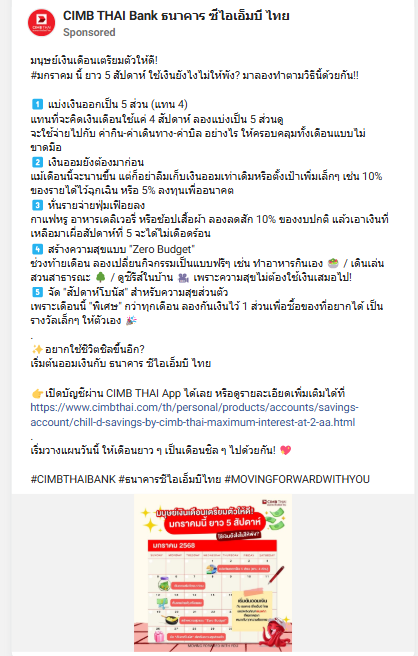 CIMB THAI Bank ธนาคาร ซีไอเอ็มบี ไทย
Sponsored
มนุษย์เงินเดือนเตรียมตัวให้ดี!
#มกราคม นี้ ยาว 5 สัปดาห์ ใช้เงินยังไงไม่ให้พัง? มาลองทำตามวิธีนี้ด้วยกัน!!
1 แบ่งเงินออกเป็น 5 ส่วน (แทน 4)
แทนที่จะคิดเงินเดือนใช้แค่ 4 สัปดาห์ ลองแบ่งเป็น 5 ส่วนดู
จะใช้จ่ายไปกับ ค่ากิน-ค่าเดินทาง-ค่าบิล อย่างไร ให้ครอบคลุมทั้งเดือนแบบไม่
ขาดมือ
2 เงินออมยังต้องมาก่อน
แม้เดือนนี้จะนานขึ้น แต่ก็อย่าลืมเก็บเงินออมเท่าเดิมหรือตั้งเป้าเพิ่มเล็กๆ เช่น 10%
ของรายได้ไว้ฉุกเฉิน หรือ 5% ลงทุนเพื่ออนาคต
3 หั่นรายจ่ายฟุ่มเฟือยลง
กาแฟหรู อาหารเดลิเวอรี่ หรือช้อปเสื้อผ้า ลองลดสัก 10% ของงบปกติ แล้วเอาเงินที่
เหลือมาเผื่อสัปดาห์ที่ 5 จะได้ไม่เดือดร้อน
4 สร้างความสุขแบบ "Zero Budget"
ช่วงท้ายเดือน ลองเปลี่ยนกิจกรรมเป็นแบบฟรีๆ เช่น ทำอาหารกินเอง 🥗 / เดินเล่น
สวนสาธารณะ 🌳 / ดูซีรีส์ในบ้าน 🎥 เพราะความสุขไม่ต้องใช้เงินเสมอไป!
5 จัด "สัปดาห์โบนัส" สำหรับความสุขส่วนตัว
เพราะเดือนนี้ "พิเศษ" กว่าทุกเดือน ลองกันเงินไว้ 1 ส่วนเพื่อซื้อของที่อยากได้ เป็น
รางวัลเล็กๆ ให้ตัวเอง 🎉
.
✨ อยากใช้ชีวิตชิลขึ้นอีก?
เริ่มต้นออมเงินกับ ธนาคาร ซีไอเอ็มบี ไทย
👉 เปิดบัญชีผ่าน CIMB THAI App ได้เลย หรือดูรายละเอียดเพิ่มเติมได้ที่
https://www.cimbthai.com/th/personal/products/accounts/savings-
account/chill-d-savings-by-cimb-thai-maximum-interest-at-2-aa.html
.
เริ่มวางแผนวันนี้ ให้เดือนยาว ๆ เป็นเดือนชิล ๆ ไปด้วยกัน! 💖
#CIMBTHAIBANK #ธนาคารซีไอเอ็มบีไทย #MOVINGFORWARDWITHYOU
CIMB THAI
มนุษย์เงินเดือนเตรียมตัวให้ดี!
มกราคมนี้ ยาว 5 สัปดาห์
มกราคม 2568